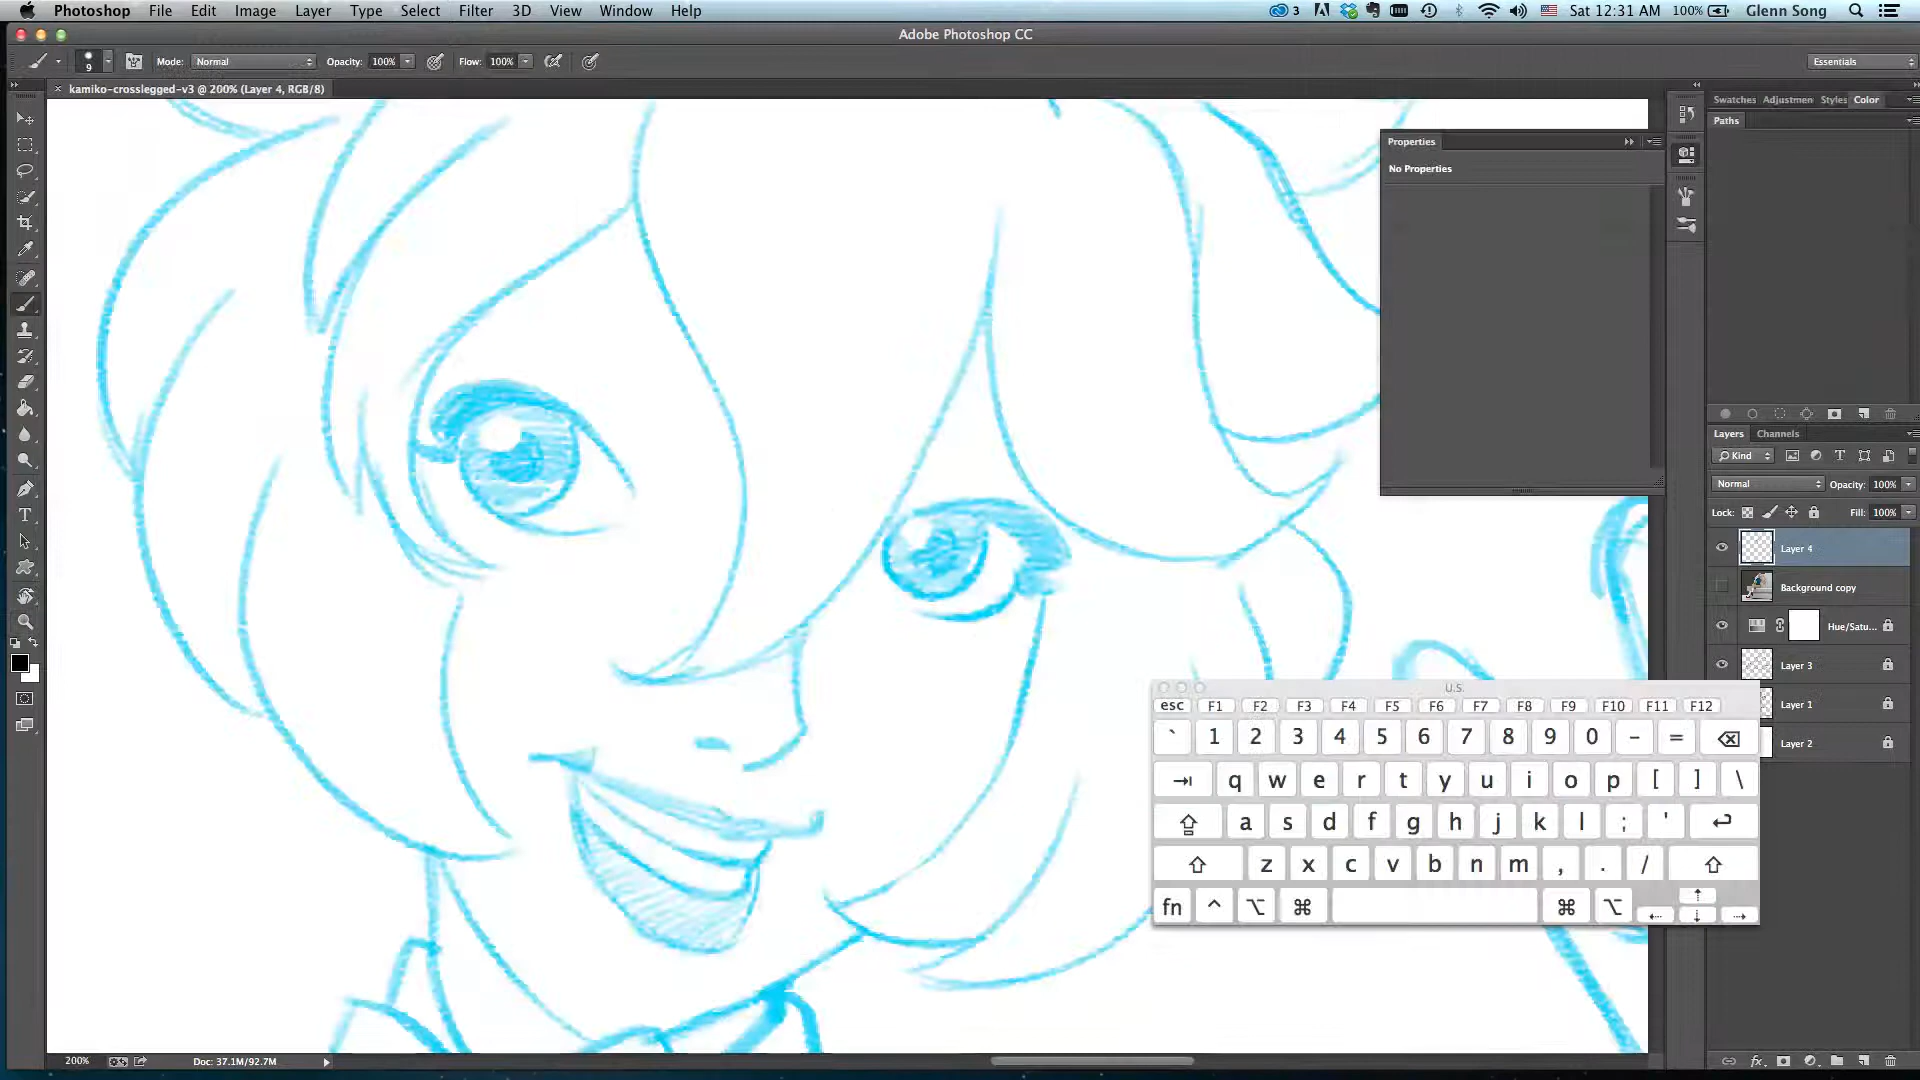 Photoshop File Edit Image Layer Type Select Filter 3D View Window Help
3 Sat 12:31 AM 100% Glenn Song
Adobe Photoshop CC
9 Mode: Normal Opacity: 100% Flow: 100% Essentials
× kamiko-crosslegged-v3 @ 200% (Layer 4, RGB/8)
Swatches Adjustmen Styles Color
Paths
Properties
No Properties
Layers Channels
Kind
Normal Opacity: 100%
Lock: Fill: 100%
Layer 4
Background copy
Hue/Satu...
Layer 3
Layer 1
Layer 2
U.S.
esc F1 F2 F3 F4 F5 F6 F7 F8 F9 F10 F11 F12
` 1 2 3 4 5 6 7 8 9 0 - =
q w e r t y u i o p [ ] \
a s d f g h j k l ; '
z x c v b n m , . /
fn ^ ⌥ ⌘ ⌘ ⌥
200% Doc: 37.1M/92.7M
fx